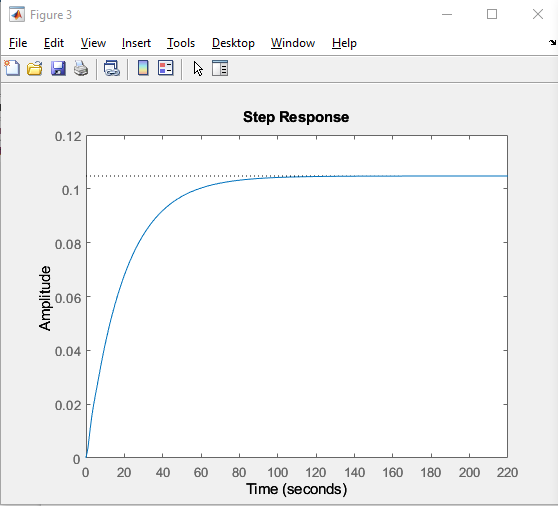 Figure 3
File Edit View Insert Tools Desktop Window Help
Step Response
0.12
0.1
0.08
0.06
0.04
0.02
0
Amplitude
0 20 40 60 80 100 120 140 160 180 200 220
Time (seconds)